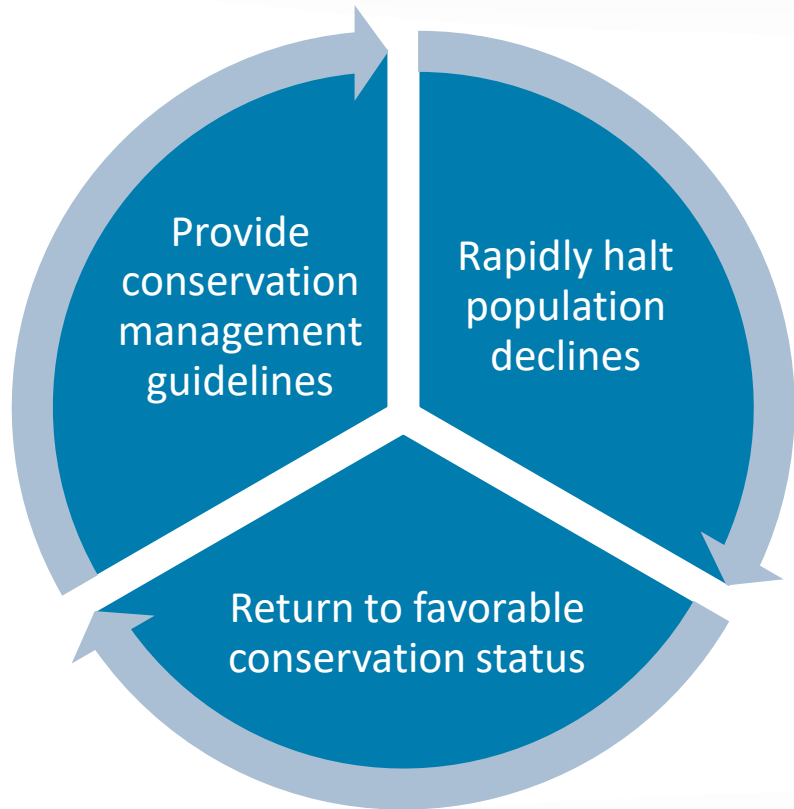 Provide
conservation
management
guidelines
Rapidly halt
population
declines
Return to favorable
conservation status